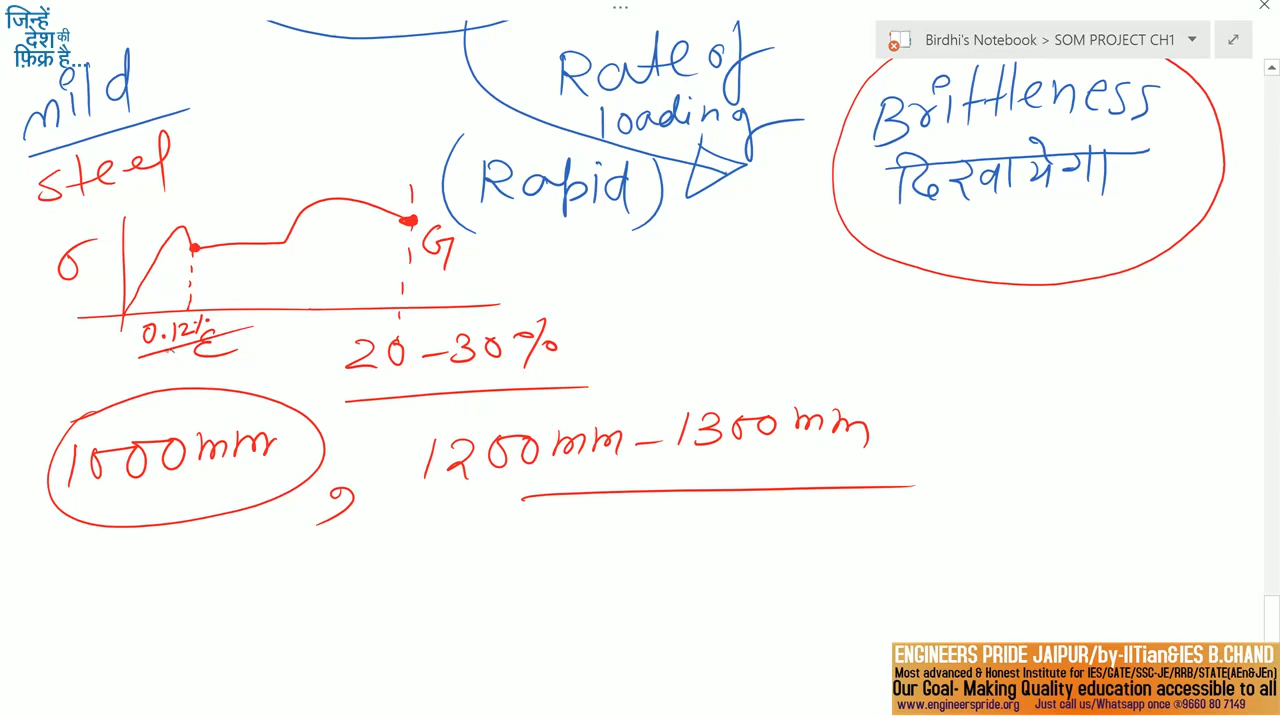 जिन्हें
देश की
फ़िक्र है...
Birdhi's Notebook > SOM PROJECT CH1
mild
steel
Rate of
loading
(Rapid)
Brittleness
दिखायेगा
σ
G
0.12%
ε
20 - 30%
1000mm, 1200mm - 1300mm
ENGINEERS PRIDE JAIPUR/by-IITian&IES B.CHAND
Most advanced & Honest Institute for IES/GATE/SSC-JE/RRB/STATE(AEn&JEn)
Our Goal- Making Quality education accessible to all
www.engineerspride.org Just call us/Whatsapp once @9660 80 7149